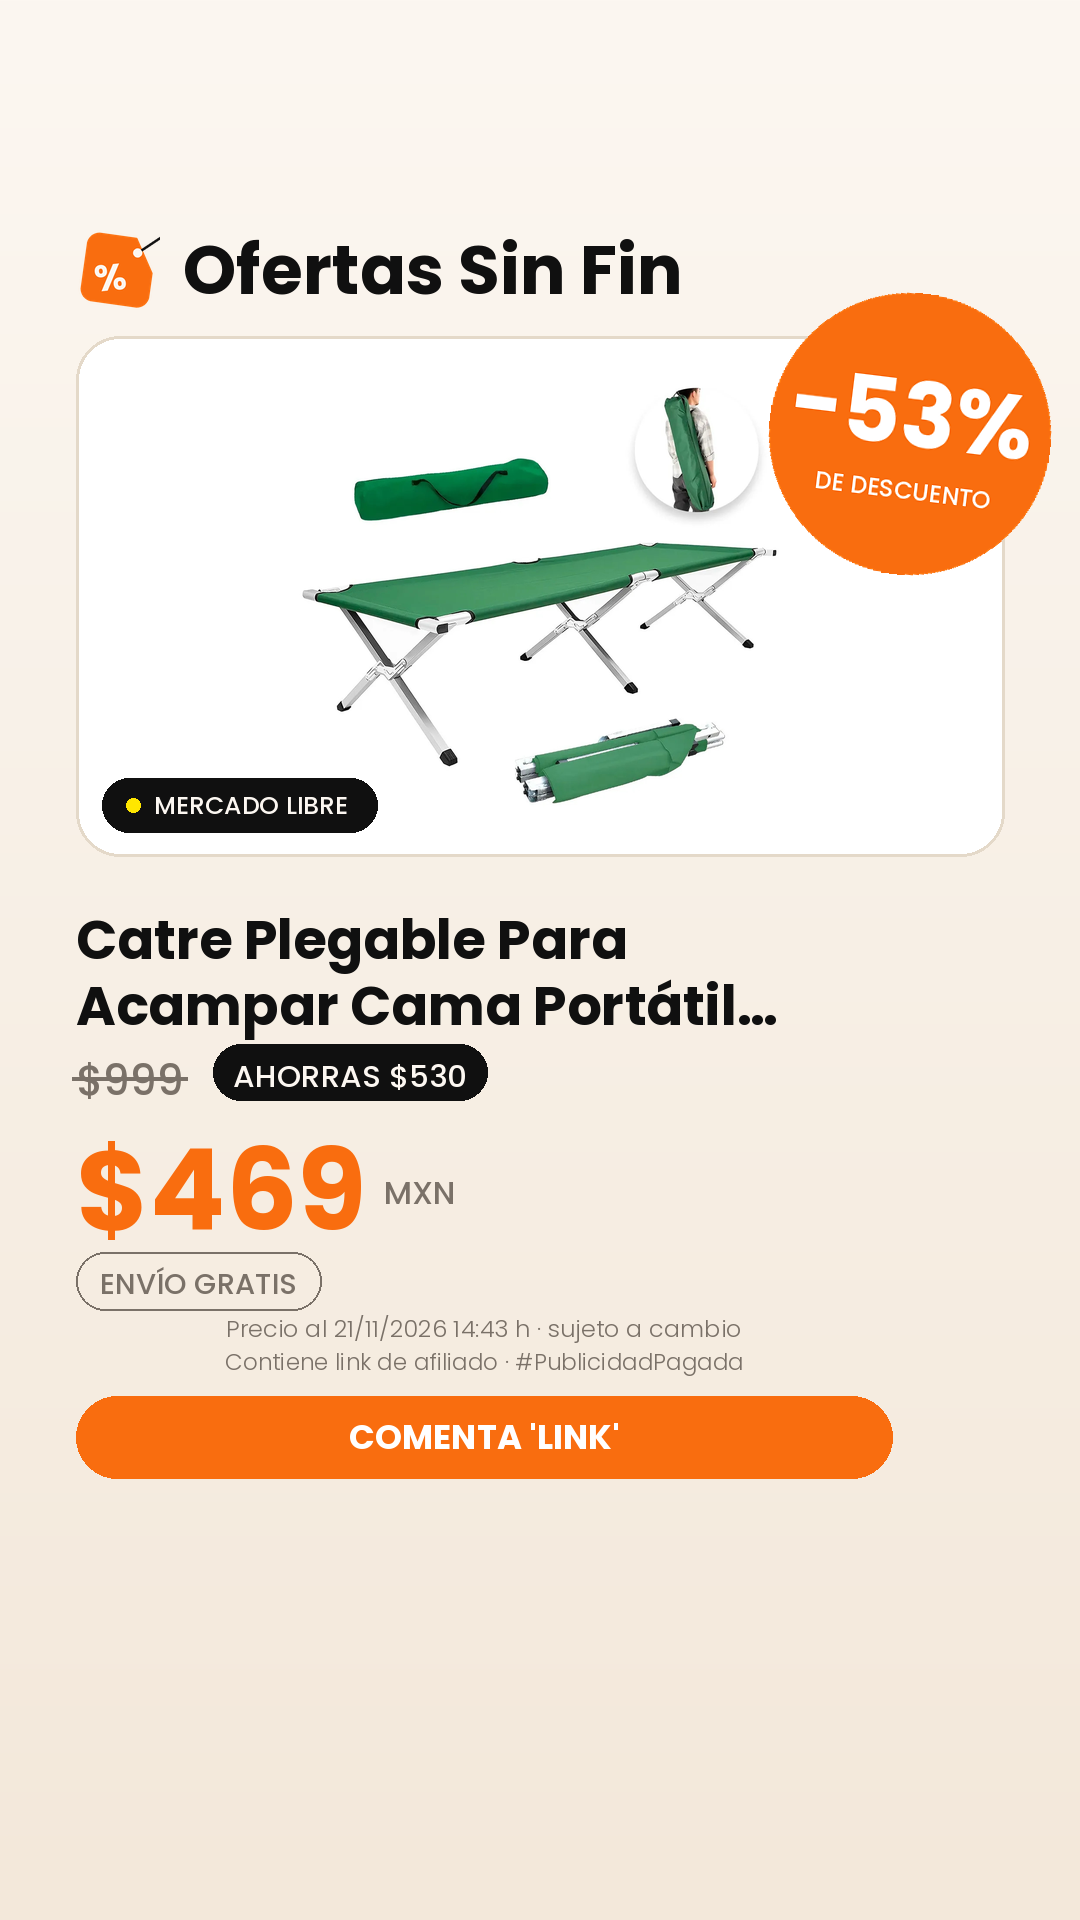 %
Ofertas Sin Fin
-53%
DE DESCUENTO
MERCADO LIBRE
Catre Plegable Para
Acampar Cama Portátil...
$999
AHORRAS $530
$469 MXN
ENVÍO GRATIS
Precio al 21/11/2026 14:43 h · sujeto a cambio
Contiene link de afiliado · #PublicidadPagada
COMENTA 'LINK'